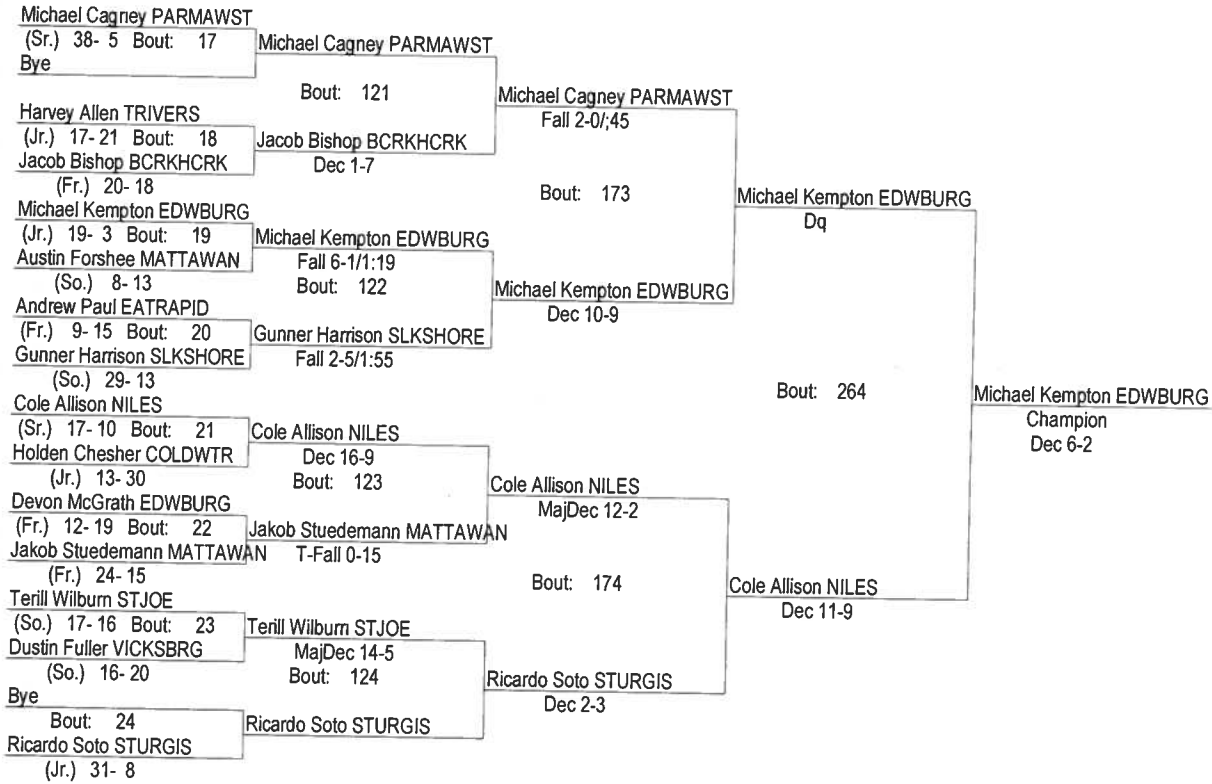 Michael Cagney PARMAWST
(Sr.) 38- 5 Bout: 17
Bye
Harvey Allen TRIVERS
(Jr.) 17- 21 Bout: 18
Jacob Bishop BCRKHCRK
(Fr.) 20- 18
Michael Kempton EDWBURG
(Jr.) 19- 3 Bout: 19
Austin Forshee MATTAWAN
(So.) 8- 13
Andrew Paul EATRAPID
(Fr.) 9- 15 Bout: 20
Gunner Harrison SLKSHORE
(So.) 29- 13
Cole Allison NILES
(Sr.) 17- 10 Bout: 21
Holden Chesher COLDWTR
(Jr.) 13- 30
Devon McGrath EDWBURG
(Fr.) 12- 19 Bout: 22
Jakob Stuedemann MATTAWAN
(Fr.) 24- 15
Terill Wilburn STJOE
(So.) 17- 16 Bout: 23
Dustin Fuller VICKSBRG
(So.) 16- 20
Bye
Bout: 24
Ricardo Soto STURGIS
(Jr.) 31- 8
Michael Cagney PARMAWST
Bout: 121
Jacob Bishop BCRKHCRK
Dec 1-7
Michael Kempton EDWBURG
Fall 6-1/1:19
Bout: 122
Gunner Harrison SLKSHORE
Fall 2-5/1:55
Cole Allison NILES
Dec 16-9
Bout: 123
Jakob Stuedemann MATTAWAN
T-Fall 0-15
Terill Wilburn STJOE
MajDec 14-5
Bout: 124
Ricardo Soto STURGIS
Michael Cagney PARMAWST
Fall 2-0/;45
Bout: 173
Michael Kempton EDWBURG
Dec 10-9
Cole Allison NILES
MajDec 12-2
Bout: 174
Ricardo Soto STURGIS
Dec 2-3
Michael Kempton EDWBURG
Dq
Bout: 264
Cole Allison NILES
Dec 11-9
Michael Kempton EDWBURG
Champion
Dec 6-2